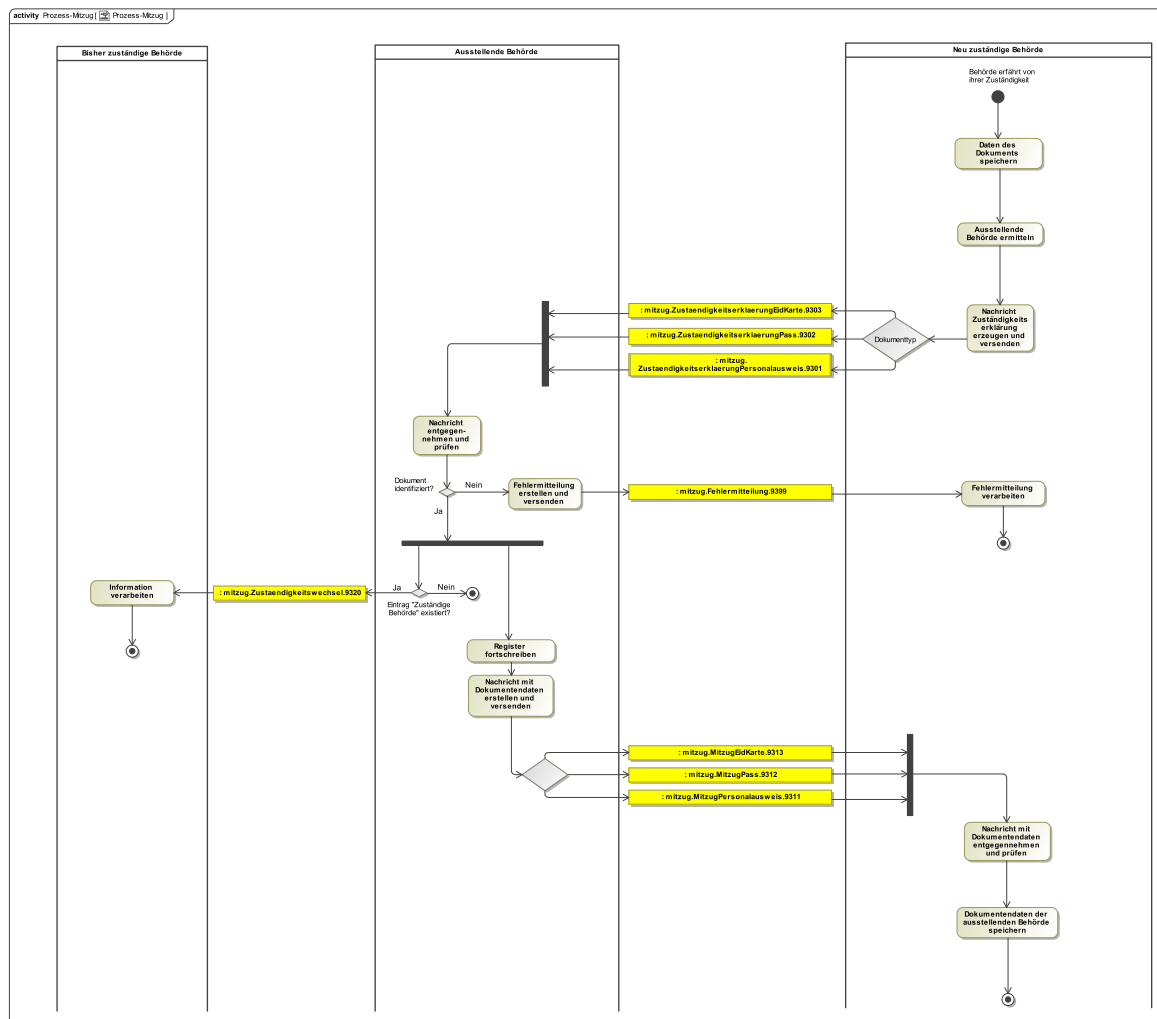 activity Prozess-Mitzug [ Prozess-Mitzug ]
Bisher zuständige Behörde
Ausstellende Behörde
Neu zuständige Behörde
Behörde erfährt von
ihrer Zuständigkeit
Daten des
Dokuments
speichern
Ausstellende
Behörde ermitteln
Nachricht
Zuständigkeits
erklärung
erzeugen und
versenden
Dokumenttyp
: mitzug.ZustaendigkeitserklaerungEidKarte.9303
: mitzug.ZustaendigkeitserklaerungPass.9302
: mitzug.
ZustaendigkeitserklaerungPersonalausweis.9301
Nachricht
entgegen-
nehmen und
prüfen
Dokument
identifiziert?
Nein
Ja
Fehlermitteilung
erstellen und
versenden
: mitzug.Fehlermitteilung.9399
Fehlermitteilung
verarbeiten
Information
verarbeiten
: mitzug.Zustaendigkeitswechsel.9320
Ja
Nein
Eintrag "Zuständige
Behörde" existiert?
Register
fortschreiben
Nachricht mit
Dokumentendaten
erstellen und
versenden
: mitzug.MitzugEidKarte.9313
: mitzug.MitzugPass.9312
: mitzug.MitzugPersonalausweis.9311
Nachricht mit
Dokumentendaten
entgegennehmen
und prüfen
Dokumentendaten der
ausstellenden Behörde
speichern